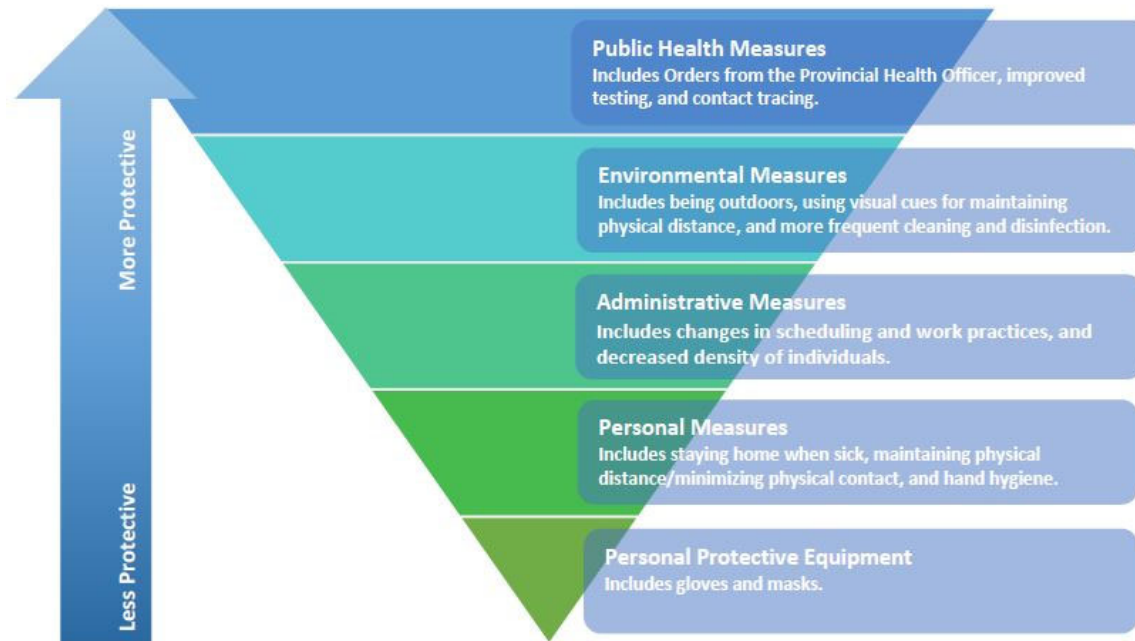 More Protective
Less Protective
Public Health Measures
Includes Orders from the Provincial Health Officer, improved
testing, and contact tracing.
Environmental Measures
Includes being outdoors, using visual cues for maintaining
physical distance, and more frequent cleaning and disinfection.
Administrative Measures
Includes changes in scheduling and work practices, and
decreased density of individuals.
Personal Measures
Includes staying home when sick, maintaining physical
distance/minimizing physical contact, and hand hygiene.
Personal Protective Equipment
Includes gloves and masks.